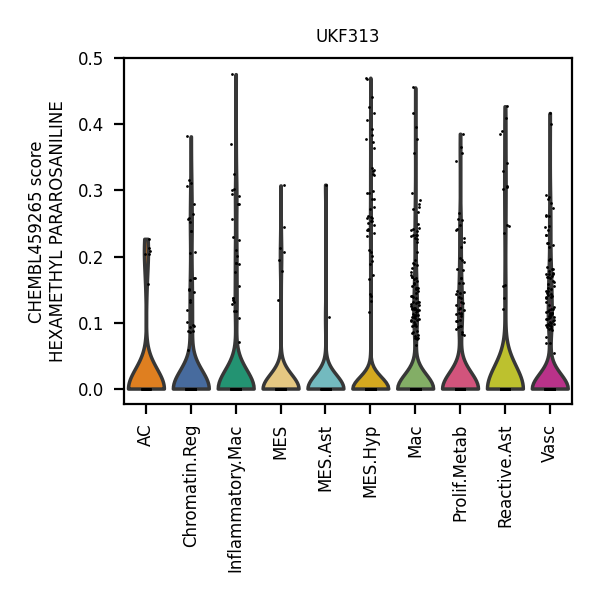 UKF313
CHEMBL459265 score
HEXAMETHYL PARAROSANILINE
0.5
0.4
0.3
0.2
0.1
0.0
AC
Chromatin.Reg
Inflammatory.Mac
MES
MES.Ast
MES.Hyp
Mac
Prolif.Metab
Reactive.Ast
Vasc